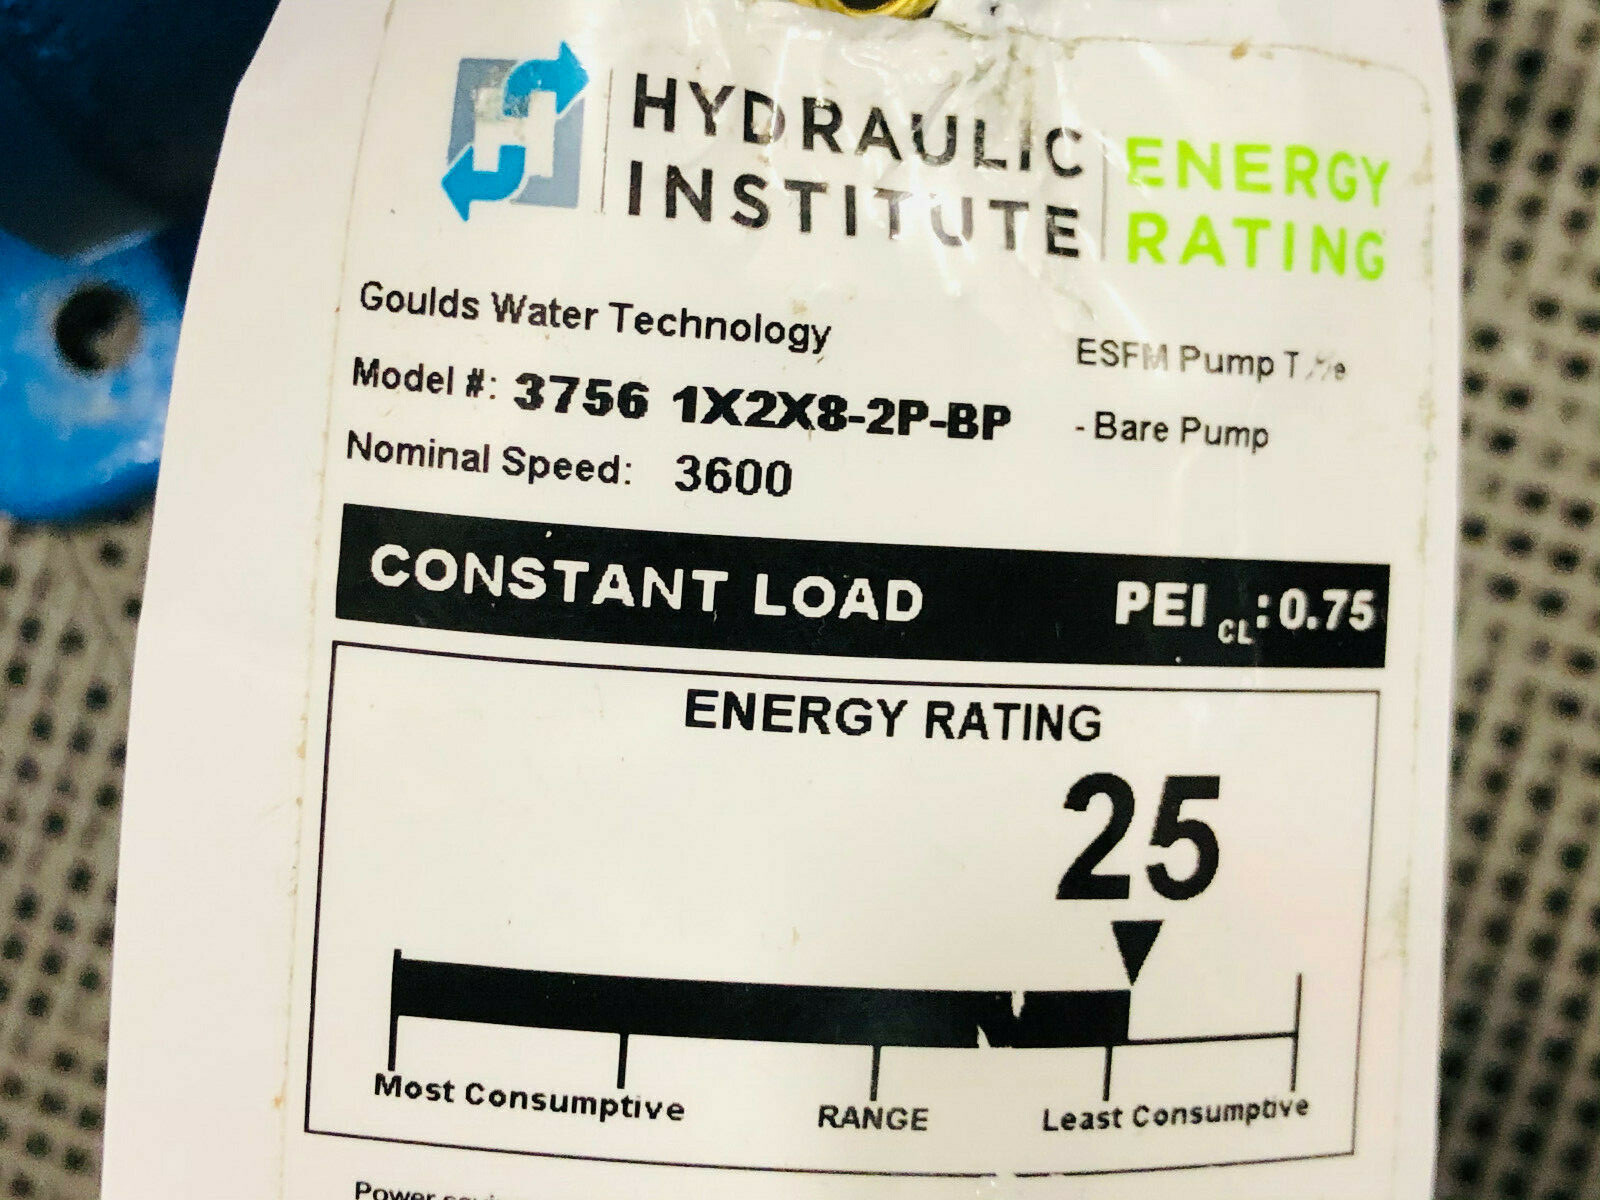 H
HYDRAULIC
INSTITUTE
ENERGY
RATING
Goulds Water Technology
Model #: 3756 1X2X8-2P-BP
Nominal Speed: 3600
ESFM Pump
- Bare Pump
CONSTANT LOAD
PEI CL: 0.75
ENERGY RATING
25
Most Consumptive
RANGE
Least Consumptive
Power